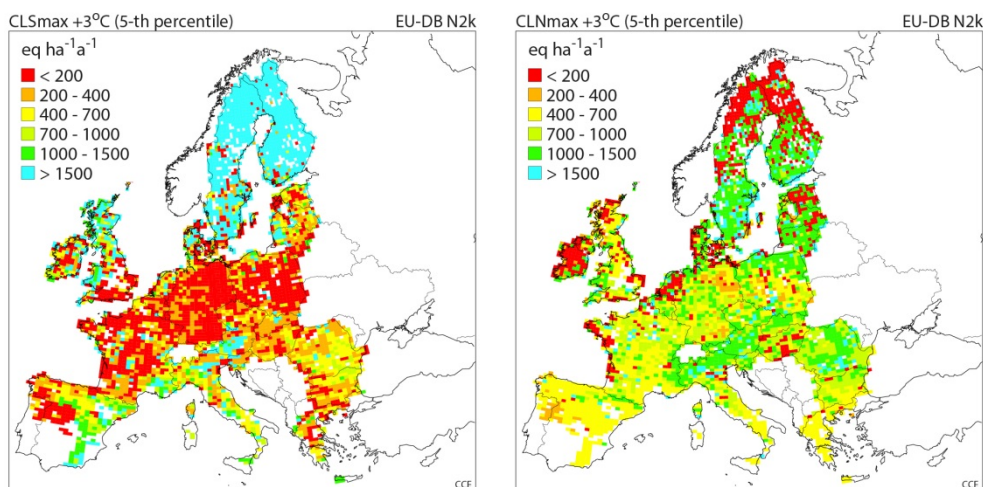 CLSmax +3°C (5-th percentile) EU-DB N2k
eq ha⁻¹a⁻¹
< 200
200 - 400
400 - 700
700 - 1000
1000 - 1500
> 1500
CCE
CLNmax +3°C (5-th percentile) EU-DB N2k
eq ha⁻¹a⁻¹
< 200
200 - 400
400 - 700
700 - 1000
1000 - 1500
> 1500
CCE